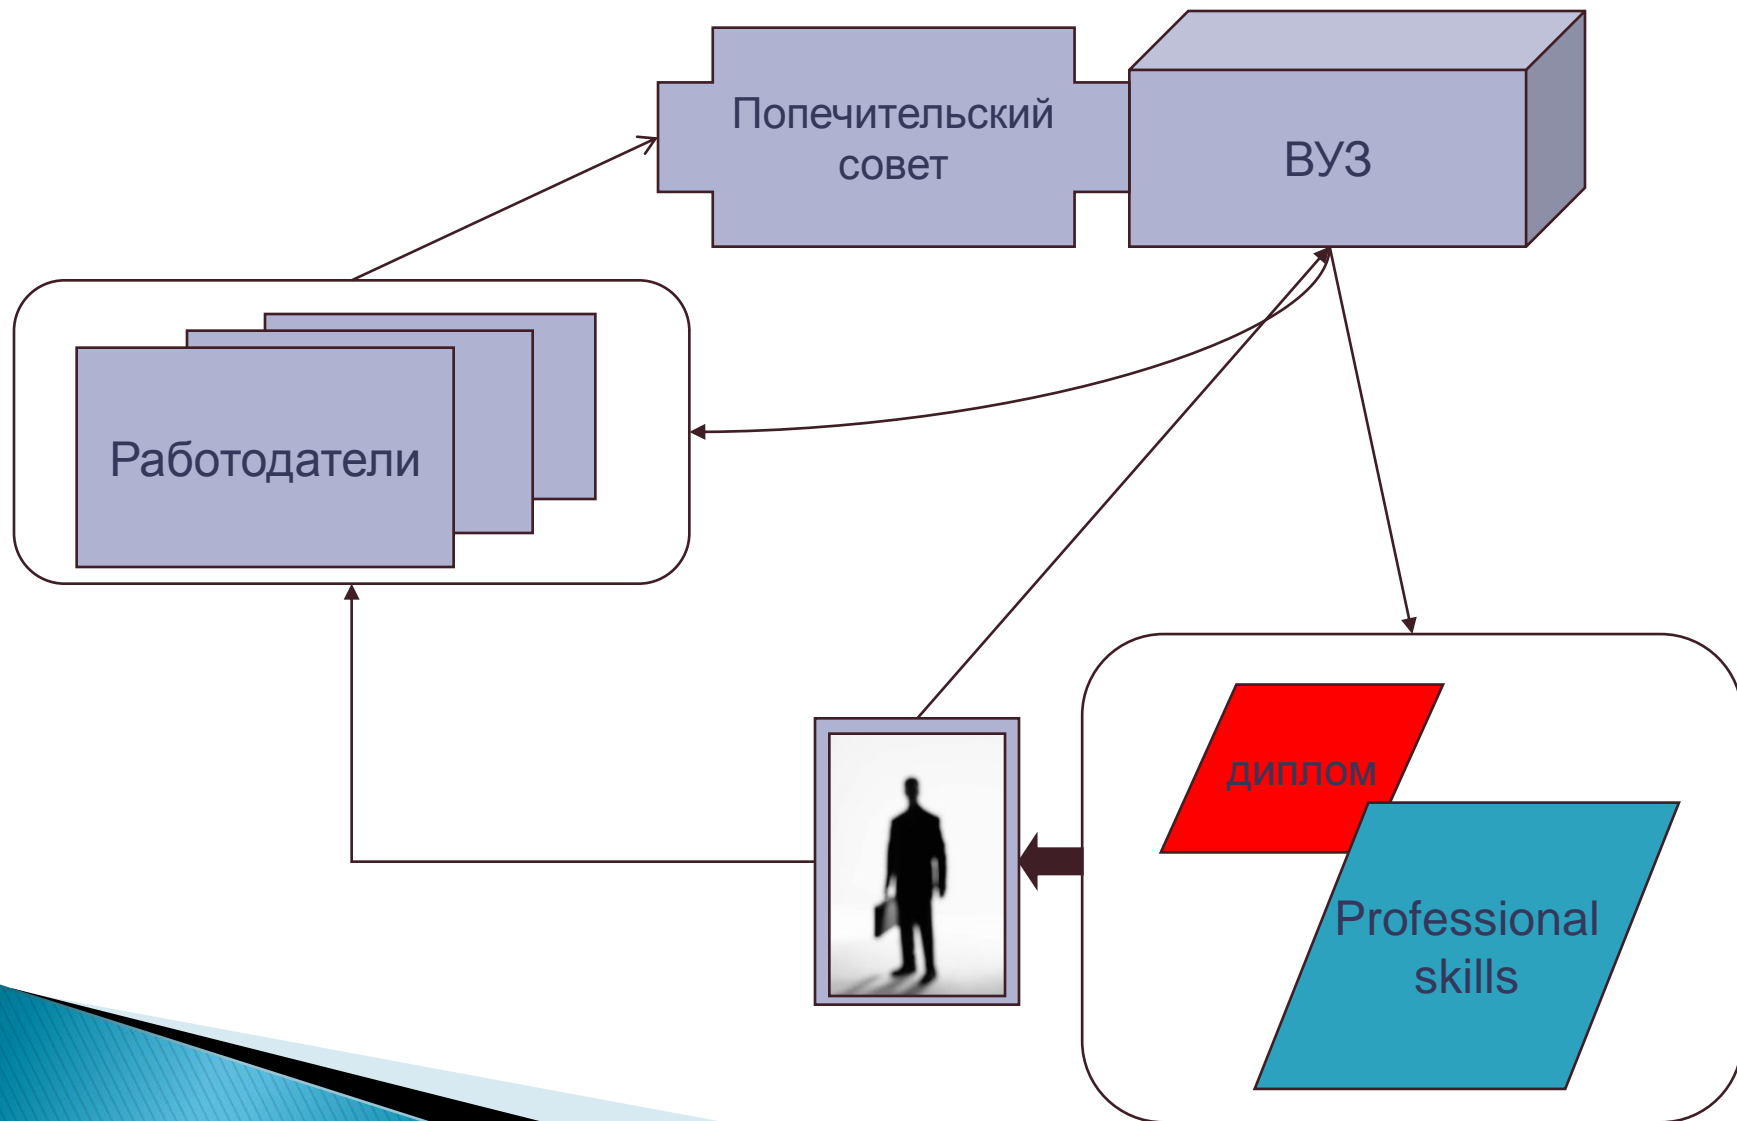 Попечительский
совет
ВУЗ
Работодатели
диплом
Professional
skills